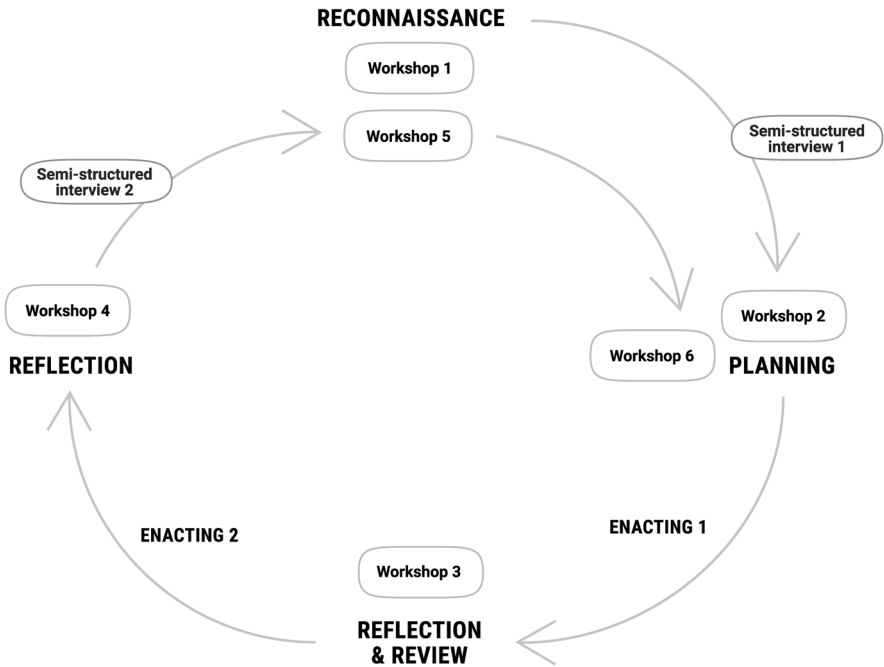 RECONNAISSANCE
Workshop 1
Workshop 5
Semi-structured
interview 1
Semi-structured
interview 2
Workshop 4
REFLECTION
Workshop 2
Workshop 6
PLANNING
ENACTING 2
ENACTING 1
Workshop 3
REFLECTION
& REVIEW